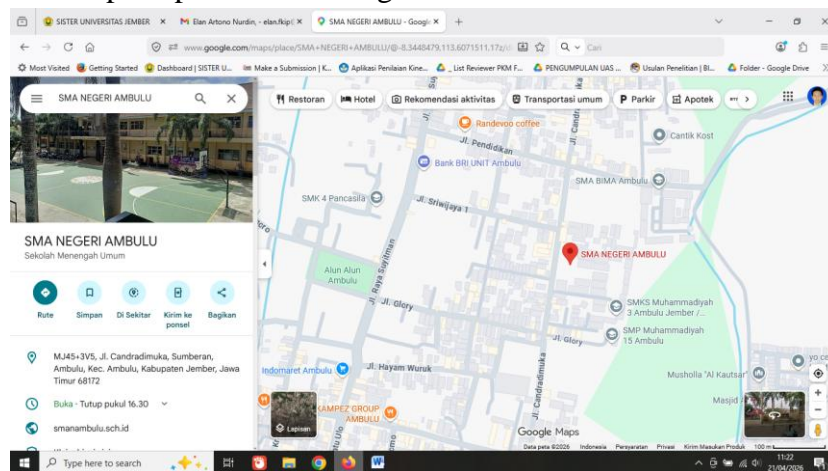 SISTER UNIVERSITAS JEMBER
Elan Artono Nurdin, - elan.fkip@
SMA NEGERI AMBULU - Google
www.google.com/maps/place/SMA+NEGERI+AMBULU/@-8.3448479,113.6071511,17z/
Cari
Most Visited
Getting Started
Dashboard | SISTER U...
Make a Submission | K...
Aplikasi Penilaian Kine...
_ List Reviewer PKM F...
PENGUMPULAN UAS ...
Usulan Penelitian | BI...
Folder - Google Drive
SMA NEGERI AMBULU
Restoran
Hotel
Rekomendasi aktivitas
Transportasi umum
P Parkir
Apotek
SMA NEGERI AMBULU
Sekolah Menengah Umum
Rute
Simpan
Di Sekitar
Kirim ke
ponsel
Bagikan
MJ45+3V5, Jl. Candradimuka, Sumberan,
Ambulu, Kec. Ambulu, Kabupaten Jember, Jawa
Timur 68172
Buka · Tutup pukul 16.30
smanambulu.sch.id
Randevoo coffee
Jl. Pendidikan
Bank BRI UNIT Ambulu
Cantik Kost
SMA BIMA Ambulu
SMK 4 Pancasila
Jl. Sriwijaya 1
SMA NEGERI AMBULU
Alun Alun
Ambulu
Jl. Raya Suyitman
Jl. Glory
SMKS Muhammadiyah
3 Ambulu Jember /...
SMP Muhammadiyah
15 Ambulu
Jl. Glory
Indomaret Ambulu
Jl. Hayam Wuruk
Jl. Candradimuka
Musholla "Al Kautsar"
Masjid
KAMPEZ GROUP
AMBULU
Lapisan
Google Maps
Data peta ©2026
Indonesia
Persyaratan
Privasi
Kirim Masukan Produk
100 m
Type here to search
11:22
21/04/2026